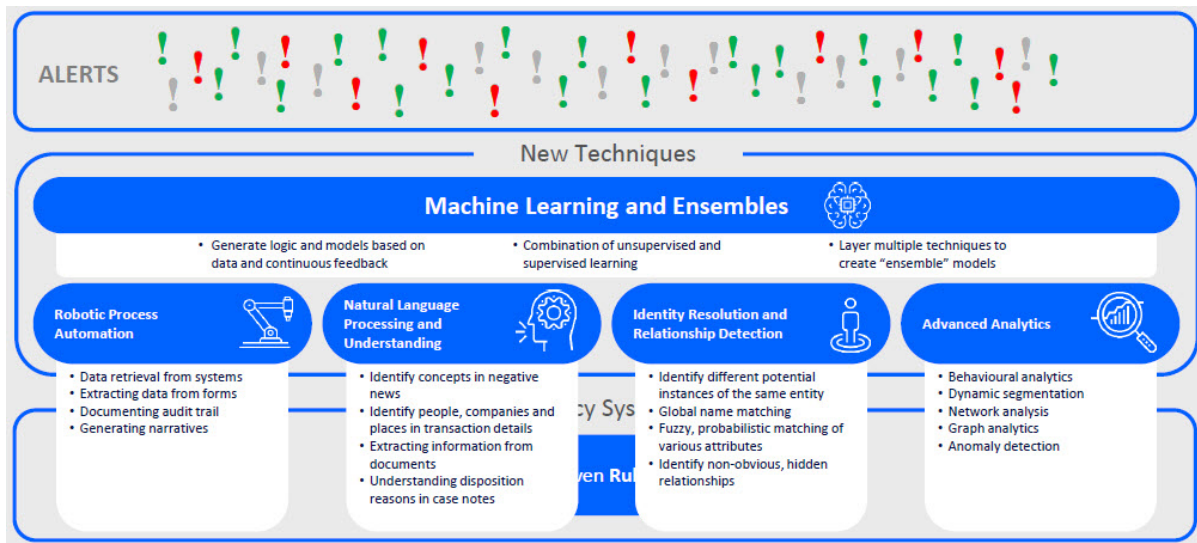 ALERTS
New Techniques
Machine Learning and Ensembles
• Generate logic and models based on
data and continuous feedback
• Combination of unsupervised and
supervised learning
• Layer multiple techniques to
create “ensemble” models
Robotic Process
Automation
• Data retrieval from systems
• Extracting data from forms
• Documenting audit trail
• Generating narratives
Natural Language
Processing and
Understanding
• Identify concepts in negative
news
• Identify people, companies and
places in transaction details
• Extracting information from
documents
• Understanding disposition
reasons in case notes
Identity Resolution and
Relationship Detection
• Identify different potential
instances of the same entity
• Global name matching
• Fuzzy, probabilistic matching of
various attributes
• Identify non-obvious, hidden
relationships
Advanced Analytics
• Behavioural analytics
• Dynamic segmentation
• Network analysis
• Graph analytics
• Anomaly detection